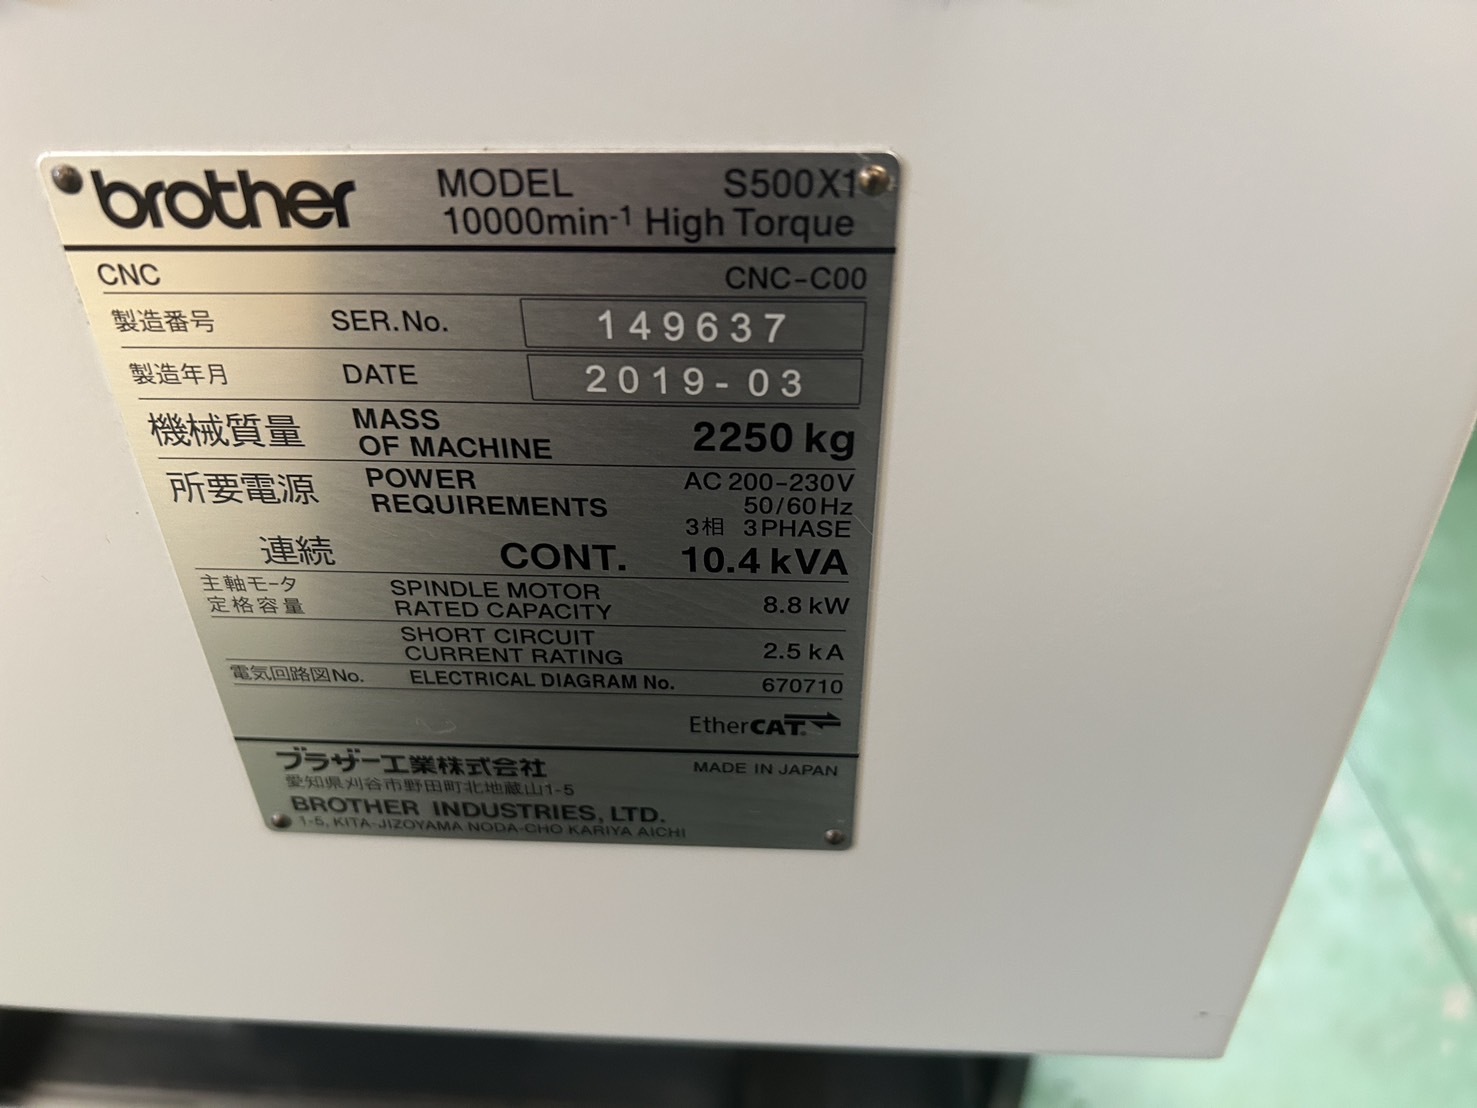 brother MODEL S500X1
10000min-1 High Torque
CNC CNC-C00
製造番号 SER.No. 149637
製造年月 DATE 2019-03
機械質量 MASS OF MACHINE 2250 kg
所要電源 POWER REQUIREMENTS AC 200-230V
50/60Hz
3相 3PHASE
連続 CONT. 10.4 kVA
主軸モータ 定格容量 SPINDLE MOTOR RATED CAPACITY 8.8 kW
SHORT CIRCUIT CURRENT RATING 2.5 kA
電気回路図No. ELECTRICAL DIAGRAM No. 670710
EtherCAT
ブラザー工業株式会社 MADE IN JAPAN
愛知県刈谷市野田町北地蔵山1-5
BROTHER INDUSTRIES, LTD.
1-5, KITA-JIZOYAMA NODA-CHO KARIYA AICHI